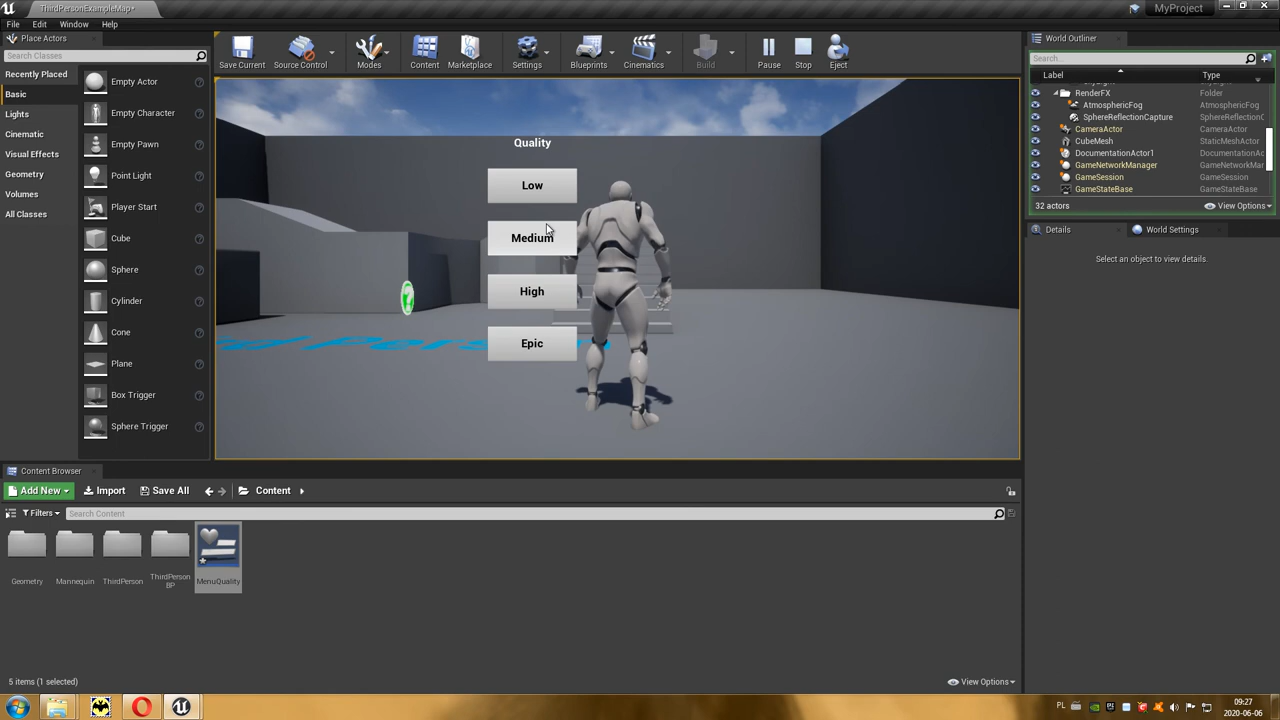 ThirdPersonExampleMap*
MyProject
File Edit Window Help
Place Actors
Search Classes
Recently Placed
Basic
Lights
Cinematic
Visual Effects
Geometry
Volumes
All Classes
Empty Actor
Empty Character
Empty Pawn
Point Light
Player Start
Cube
Sphere
Cylinder
Cone
Plane
Box Trigger
Sphere Trigger
Save Current
Source Control
Modes
Content
Marketplace
Settings
Blueprints
Cinematics
Build
Pause
Stop
Eject
Quality
Low
Medium
High
Epic
World Outliner
Search...
Label Type
RenderFX Folder
AtmosphericFog AtmosphericFog
SphereReflectionCapture SphereReflectionC
CameraActor CameraActor
CubeMesh StaticMeshActor
DocumentationActor1 DocumentationAc
GameNetworkManager GameNetworkMar
GameSession GameSession
GameStateBase GameStateBase
32 actors View Options
Details World Settings
Select an object to view details.
Content Browser
Add New Import Save All Content
Filters Search Content
Geometry
Mannequin
ThirdPerson
ThirdPerson
BP
MenuQuality
5 items (1 selected) View Options
PL 09:27
2020-06-06